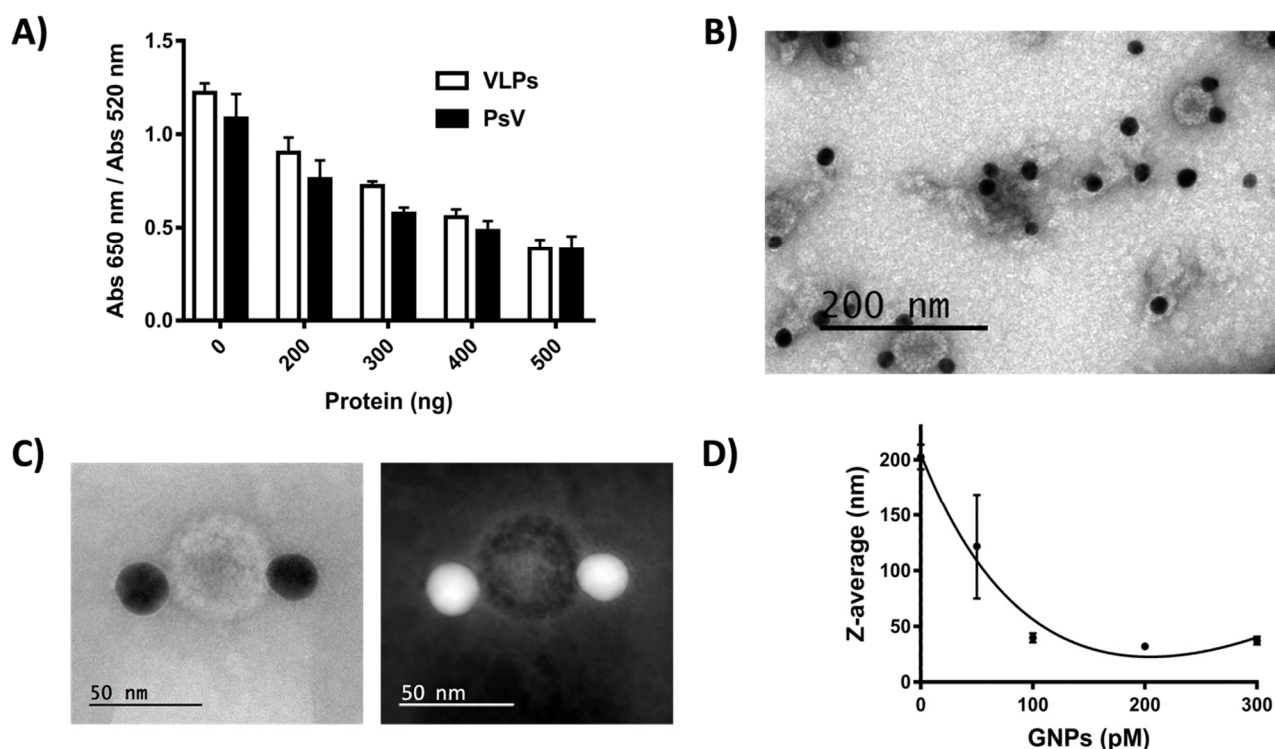 A)
Abs 650 nm / Abs 520 nm
1.5
1.0
0.5
0.0
VLPs
PsV
0
200
300
400
500
Protein (ng)
B)
200 nm
C)
50 nm
50 nm
D)
Z-average (nm)
200
150
100
50
0
0
100
200
300
GNPs (pM)